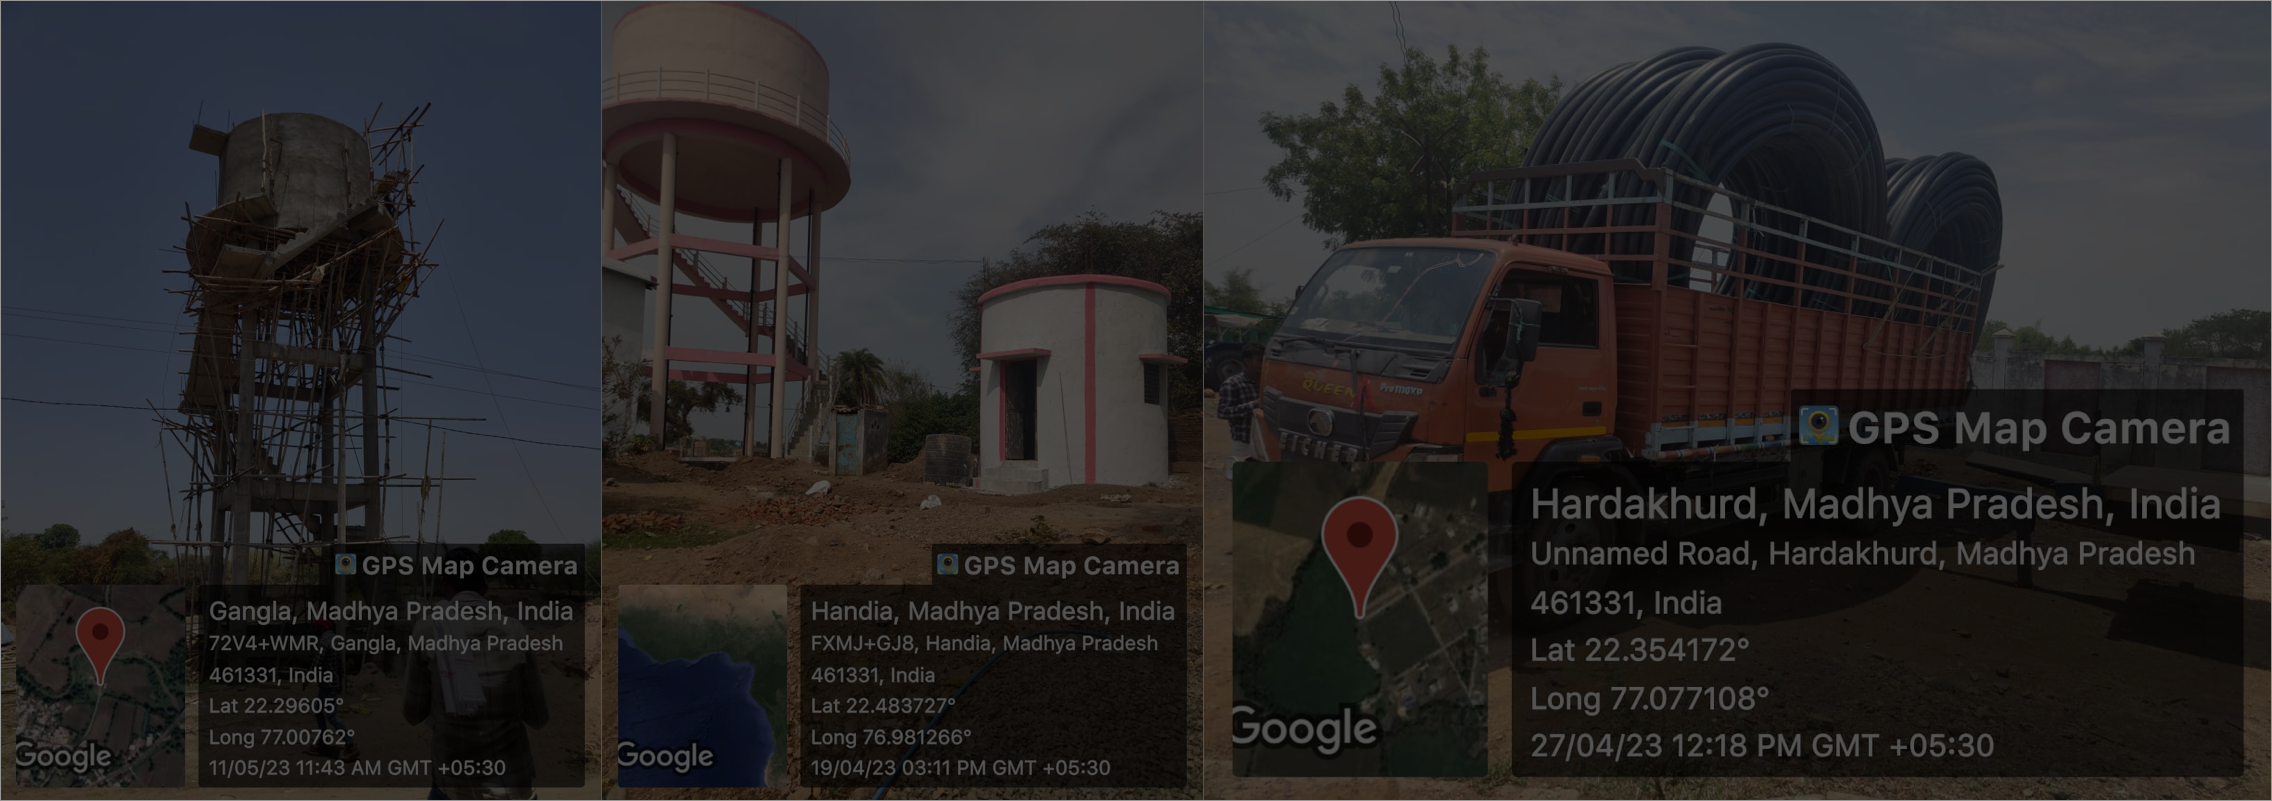 GPS Map Camera
Gangla, Madhya Pradesh, India
72V4+WMR, Gangla, Madhya Pradesh
461331, India
Lat 22.29605°
Long 77.00762°
11/05/23 11:43 AM GMT +05:30
Google
GPS Map Camera
Handia, Madhya Pradesh, India
FXMJ+GJ8, Handia, Madhya Pradesh
461331, India
Lat 22.483727°
Long 76.981266°
19/04/23 03:11 PM GMT +05:30
Google
QUEEN
Pro1110XP
GPS Map Camera
Hardakhurd, Madhya Pradesh, India
Unnamed Road, Hardakhurd, Madhya Pradesh
461331, India
Lat 22.354172°
Long 77.077108°
27/04/23 12:18 PM GMT +05:30
Google